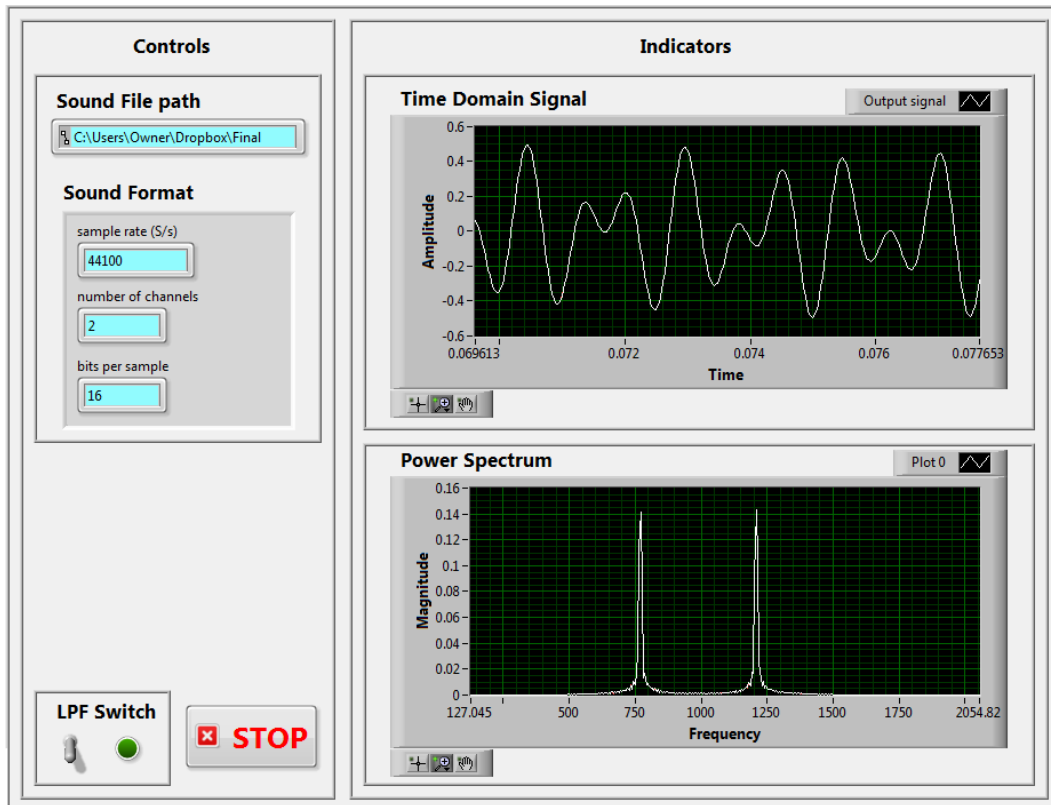 Controls
Sound File path
C:\Users\Owner\Dropbox\Final
Sound Format
sample rate (S/s)
44100
number of channels
2
bits per sample
16
LPF Switch
STOP
Indicators
Time Domain Signal
Output signal
0.6
0.4
0.2
0
-0.2
-0.4
-0.6
Amplitude
0.069613 0.072 0.074 0.076 0.077653
Time
Power Spectrum
Plot 0
0.16
0.14
0.12
0.1
0.08
0.06
0.04
0.02
0
Magnitude
127.045 500 750 1000 1250 1500 1750 2054.82
Frequency